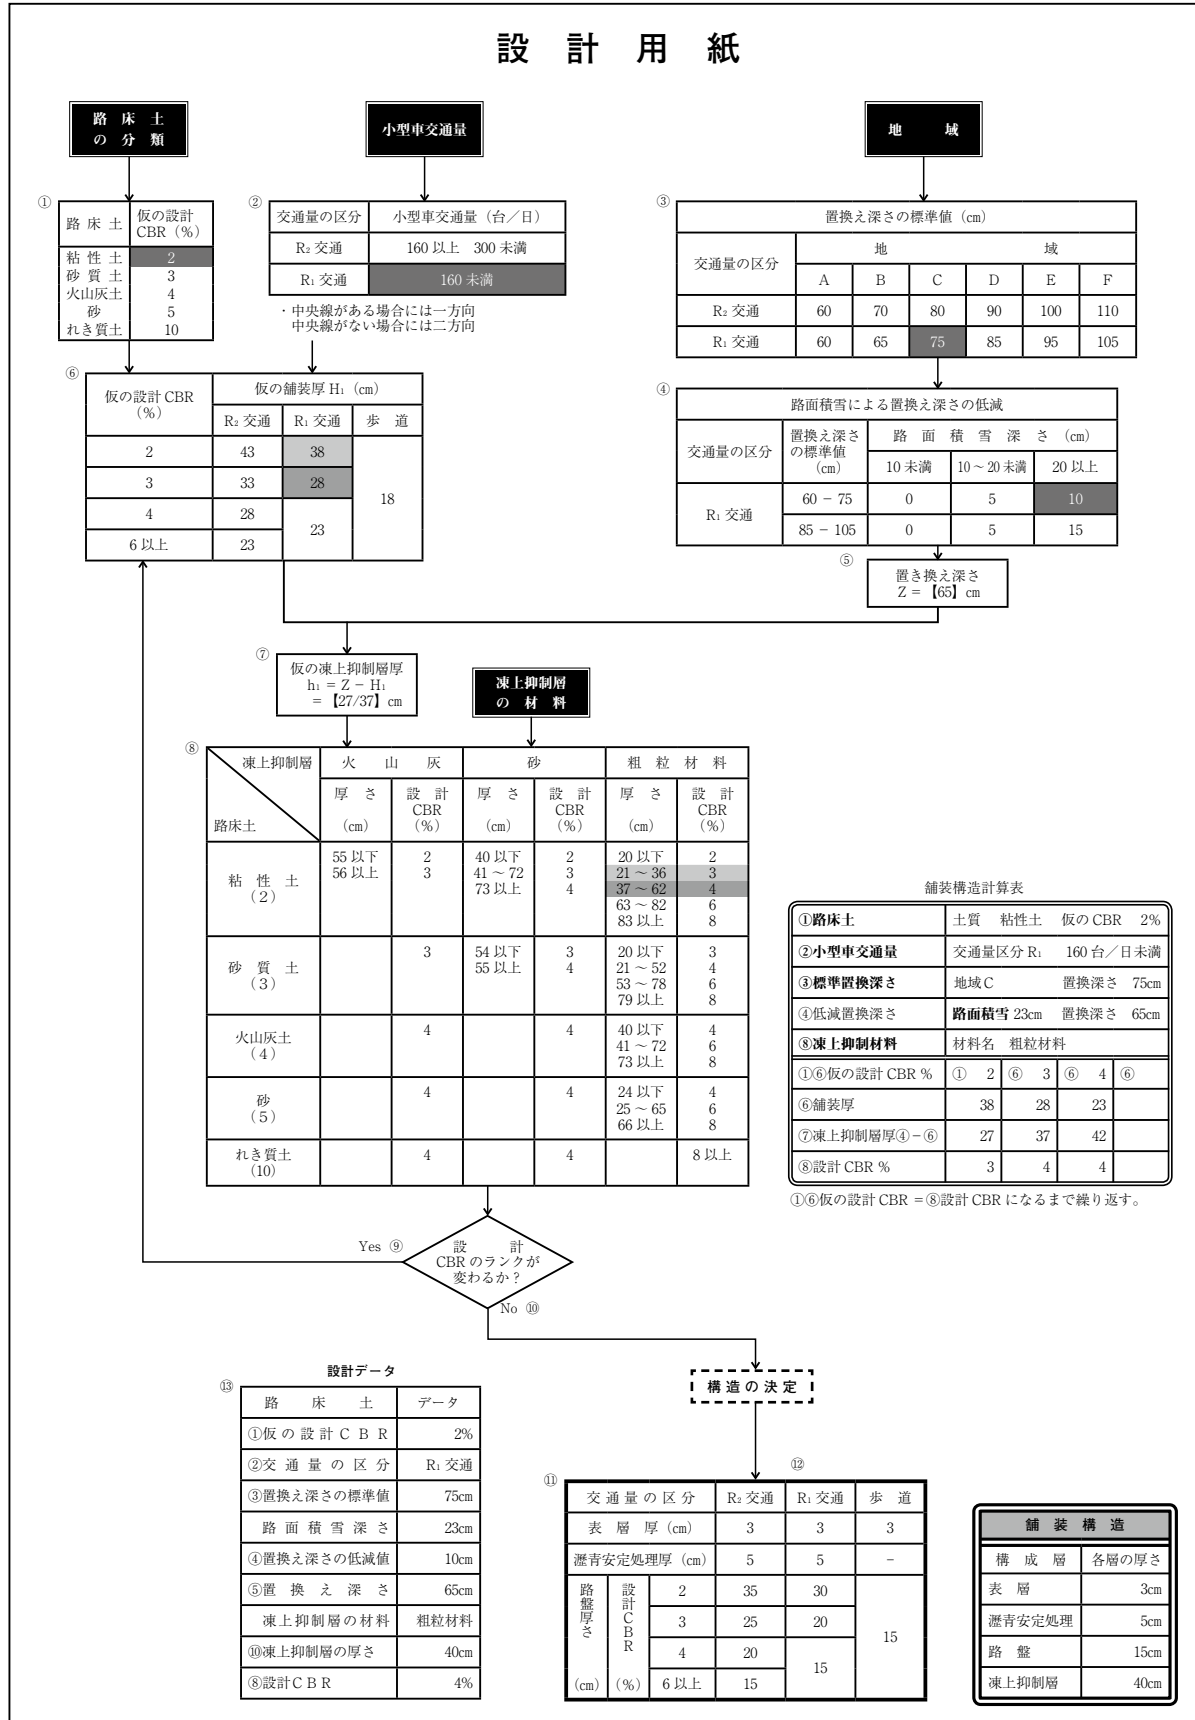 設計用紙
路床土
の分類
小型車交通量
地域
①
路床土 仮の設計
CBR（%）
粘性土 2
砂質土 3
火山灰土 4
砂 5
れき質土 10
②
交通量の区分 小型車交通量（台／日）
R₂ 交通 160 以上 300 未満
R₁ 交通 160 未満
・中央線がある場合には一方向
中央線がない場合には二方向
③
置換え深さの標準値（cm）
交通量の区分 地域
A B C D E F
R₂ 交通 60 70 80 90 100 110
R₁ 交通 60 65 75 85 95 105
④
路面積雪による置換え深さの低減
交通量の区分 置換え深さの標準値（cm） 路面積雪深さ（cm）
10 未満 10～20 未満 20 以上
R₁ 交通 60－75 0 5 10
85－105 0 5 15
⑤
置き換え深さ
Z＝【65】cm
⑥
仮の設計 CBR（%） 仮の舗装厚 H₁（cm）
R₂ 交通 R₁ 交通 歩道
2 43 38
3 33 28
18
4 28
23
6 以上 23
⑦
仮の凍上抑制層厚
h₁＝Z－H₁
＝【27/37】cm
凍上抑制層
の材料
⑧
凍上抑制層 火山灰 砂 粗粒材料
路床土 厚さ（cm） 設計 CBR（%） 厚さ（cm） 設計 CBR（%） 厚さ（cm） 設計 CBR（%）
粘性土（2）
55 以下 2 40 以下 2 20 以下 2
56 以上 3 41～72 3 21～36 3
73 以上 4 37～62 4
63～82 6
83 以上 8
砂質土（3）
3 54 以下 3 20 以下 3
55 以上 4 21～52 4
53～78 6
79 以上 8
火山灰土（4）
4 4 40 以下 4
41～72 6
73 以上 8
砂（5）
4 4 24 以下 4
25～65 6
66 以上 8
れき質土（10） 4 4 8 以上
舗装構造計算表
①路床土 土質 粘性土 仮の CBR 2%
②小型車交通量 交通量区分 R₁ 160 台／日未満
③標準置換深さ 地域 C 置換深さ 75cm
④低減置換深さ 路面積雪 23cm 置換深さ 65cm
⑧凍上抑制材料 材料名 粗粒材料
①⑥仮の設計 CBR % ① 2 ⑥ 3 ⑥ 4 ⑥
⑥舗装厚 38 28 23
⑦凍上抑制層厚④－⑥ 27 37 42
⑧設計 CBR % 3 4 4
①⑥仮の設計 CBR＝⑧設計 CBR になるまで繰り返す。
Yes ⑨
設計
CBR のランクが
変わるか？
No ⑩
構造の決定
設計データ
⑬
路床土 データ
①仮の設計ＣＢＲ 2%
②交通量の区分 R₁ 交通
③置換え深さの標準値 75cm
路面積雪深さ 23cm
④置換え深さの低減値 10cm
⑤置換え深さ 65cm
凍上抑制層の材料 粗粒材料
⑩凍上抑制層の厚さ 40cm
⑧設計ＣＢＲ 4%
⑪ ⑫
交通量の区分 R₂ 交通 R₁ 交通 歩道
表層厚（cm） 3 3 3
瀝青安定処理厚（cm） 5 5 －
路盤厚さ（cm） 設計ＣＢＲ（%）
2 35 30
3 25 20
15
4 20
15
6 以上 15
舗装構造
構成層 各層の厚さ
表層 3cm
瀝青安定処理 5cm
路盤 15cm
凍上抑制層 40cm